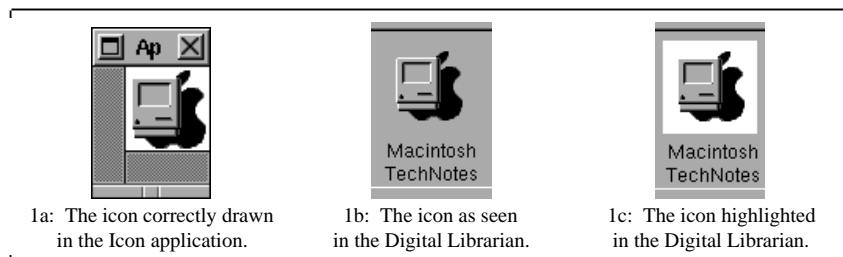 Ap
Macintosh
TechNotes
Macintosh
TechNotes
1a: The icon correctly drawn
in the Icon application.
1b: The icon as seen
in the Digital Librarian.
1c: The icon highlighted
in the Digital Librarian.